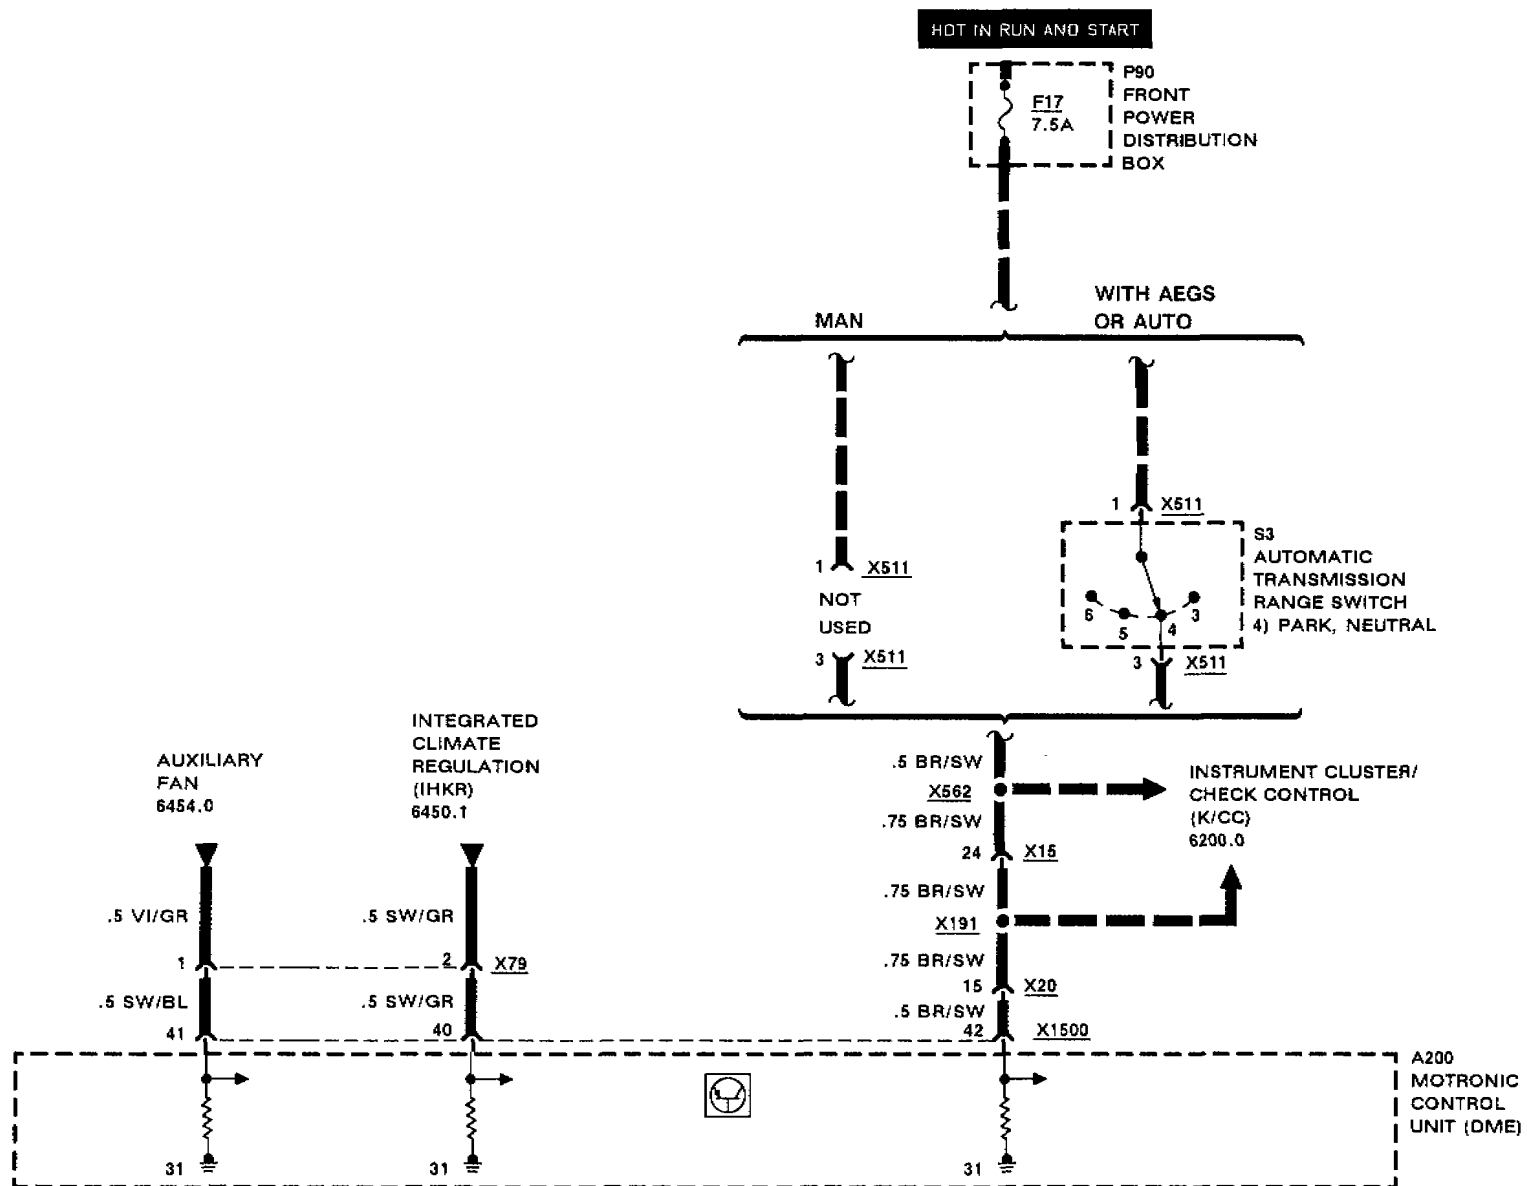 HOT IN RUN AND START
P90
FRONT
POWER
DISTRIBUTION
BOX
F17
7.5A
MAN
WITH AEGS
OR AUTO
1 X511
NOT
USED
3 X511
1 X511
S3
AUTOMATIC
TRANSMISSION
RANGE SWITCH
4) PARK, NEUTRAL
6
5
4
3
3 X511
AUXILIARY
FAN
6454.0
INTEGRATED
CLIMATE
REGULATION
(IHKR)
6450.1
.5 BR/SW
X562
.75 BR/SW
INSTRUMENT CLUSTER/
CHECK CONTROL
(K/CC)
6200.0
24 X15
.75 BR/SW
X191
.75 BR/SW
15 X20
.5 BR/SW
42 X1500
.5 VI/GR
.5 SW/GR
1
2 X79
.5 SW/BL
.5 SW/GR
41
40
A200
MOTRONIC
CONTROL
UNIT (DME)
31
31
31